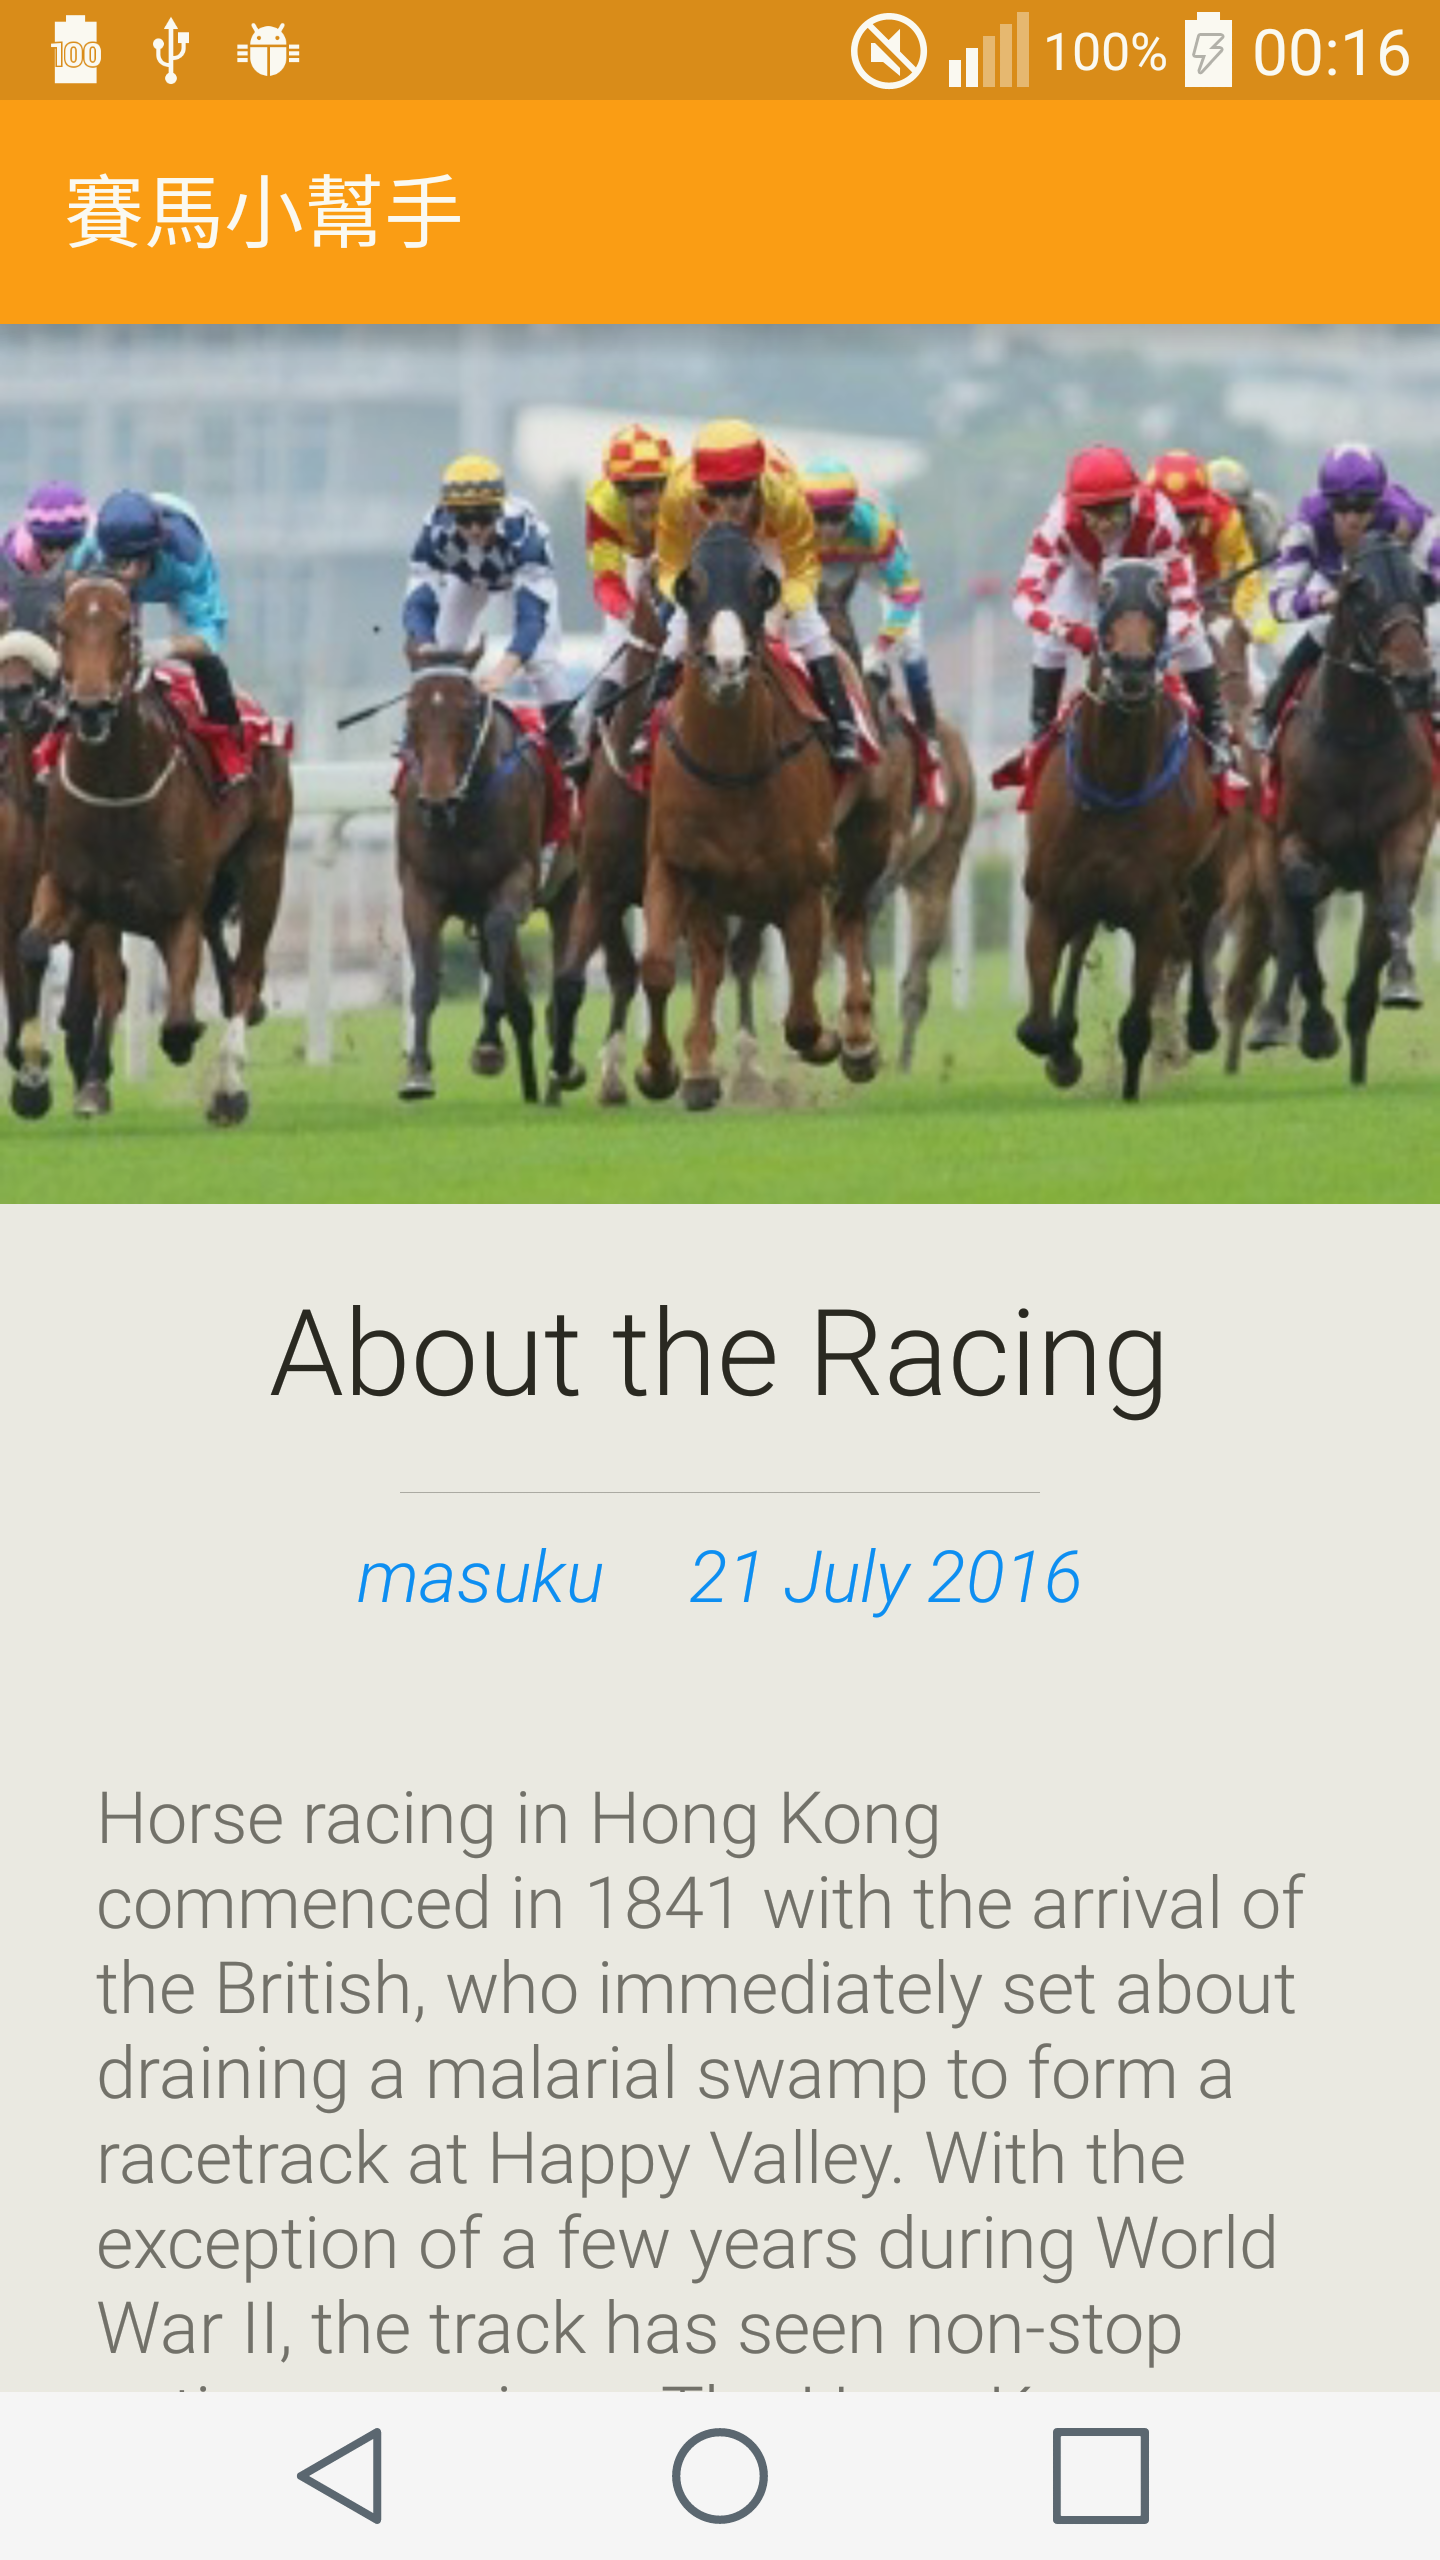 100 100% 00:16
賽馬小幫手
About the Racing
masuku 21 July 2016
Horse racing in Hong Kong
commenced in 1841 with the arrival of
the British, who immediately set about
draining a malarial swamp to form a
racetrack at Happy Valley. With the
exception of a few years during World
War II, the track has seen non-stop